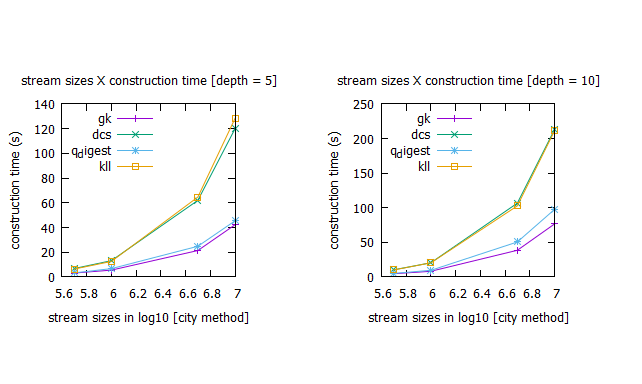 stream sizes X construction time [depth = 5]
140
120
100
80
60
40
20
0
construction time (s)
gk
dcs
q_digest
kll
5.6 5.8 6 6.2 6.4 6.6 6.8 7
stream sizes in log10 [city method]
stream sizes X construction time [depth = 10]
250
200
150
100
50
0
construction time (s)
gk
dcs
q_digest
kll
5.6 5.8 6 6.2 6.4 6.6 6.8 7
stream sizes in log10 [city method]